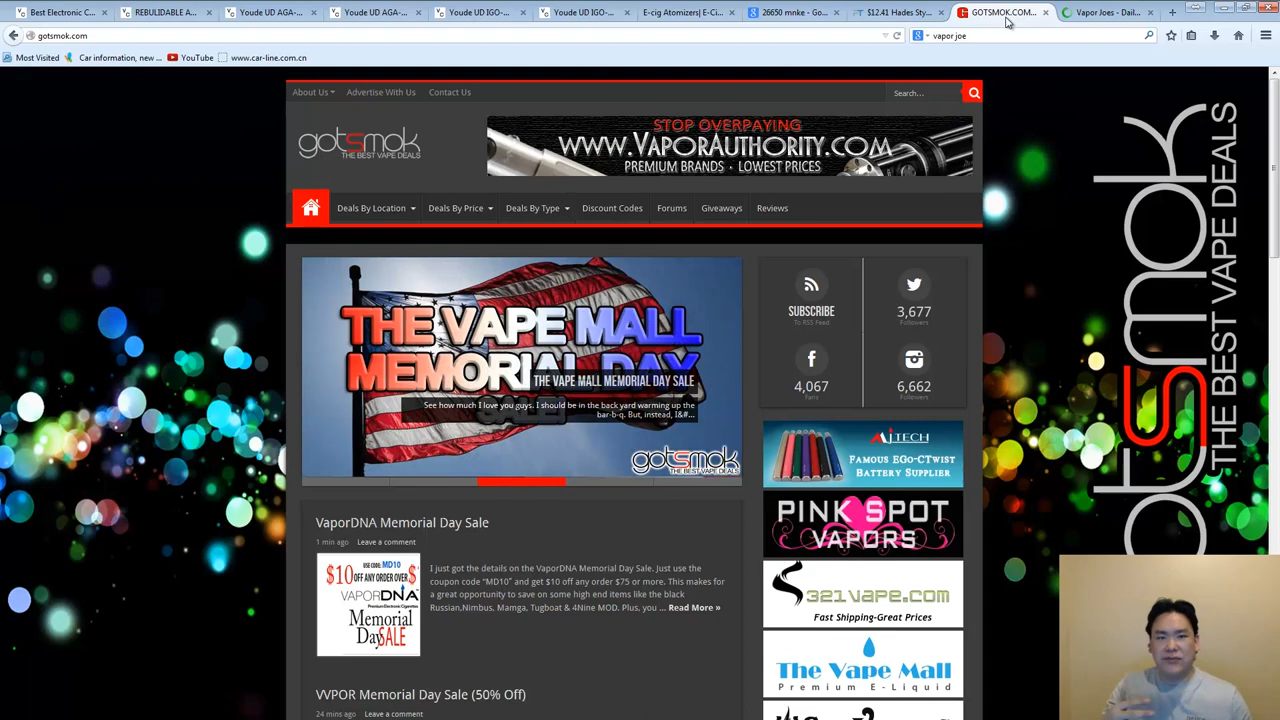 Best Electronic C...
REBULIDABLE A...
Youde UD AGA-...
Youde UD AGA-...
Youde UD IGO-...
Youde UD IGO-...
E-cig Atomizers| E-Ci...
26650 mnke - Go...
$12.41 Hades Sty...
GOTSMOK.COM...
Vapor Joes - Dail...
gotsmok.com
vapor joe
Most Visited
Car information, new ...
YouTube
www.car-line.com.cn
About Us
Advertise With Us
Contact Us
Search...
gotsmok
THE BEST VAPE DEALS
STOP OVERPAYING
WWW.VAPORAUTHORITY.COM
PREMIUM BRANDS · LOWEST PRICES
Deals By Location
Deals By Price
Deals By Type
Discount Codes
Forums
Giveaways
Reviews
THE VAPE MALL
MEMORIAL DAY
THE VAPE MALL MEMORIAL DAY SALE
See how much I love you guys. I should be in the back yard warming up the
bar-b-q. But, instead, I&#...
gotsmok
THE BEST VAPE DEALS
SUBSCRIBE
To RSS Feed
3,677
Followers
4,067
Fans
6,662
Followers
AJTECH
FAMOUS EGO-CTWIST
BATTERY SUPPLIER
PINK SPOT
VAPORS
321VAPE.COM
Fast Shipping-Great Prices
The Vape Mall
Premium E-Liquid
VaporDNA Memorial Day Sale
1 min ago
Leave a comment
USE CODE: MD10
$10 OFF ANY ORDER
VAPORDNA
Premium Electronic Cigarettes
Memorial
Day SALE
I just got the details on the VaporDNA Memorial Day Sale. Just use the
coupon code "MD10" and get $10 off any order $75 or more. This makes for
a great opportunity to save on some high end items like the black
Russian,Nimbus, Mamga, Tugboat & 4Nine MOD. Plus, you ... Read More »
VVPOR Memorial Day Sale (50% Off)
24 mins ago
Leave a comment
gotsmok
THE BEST VAPE DEALS